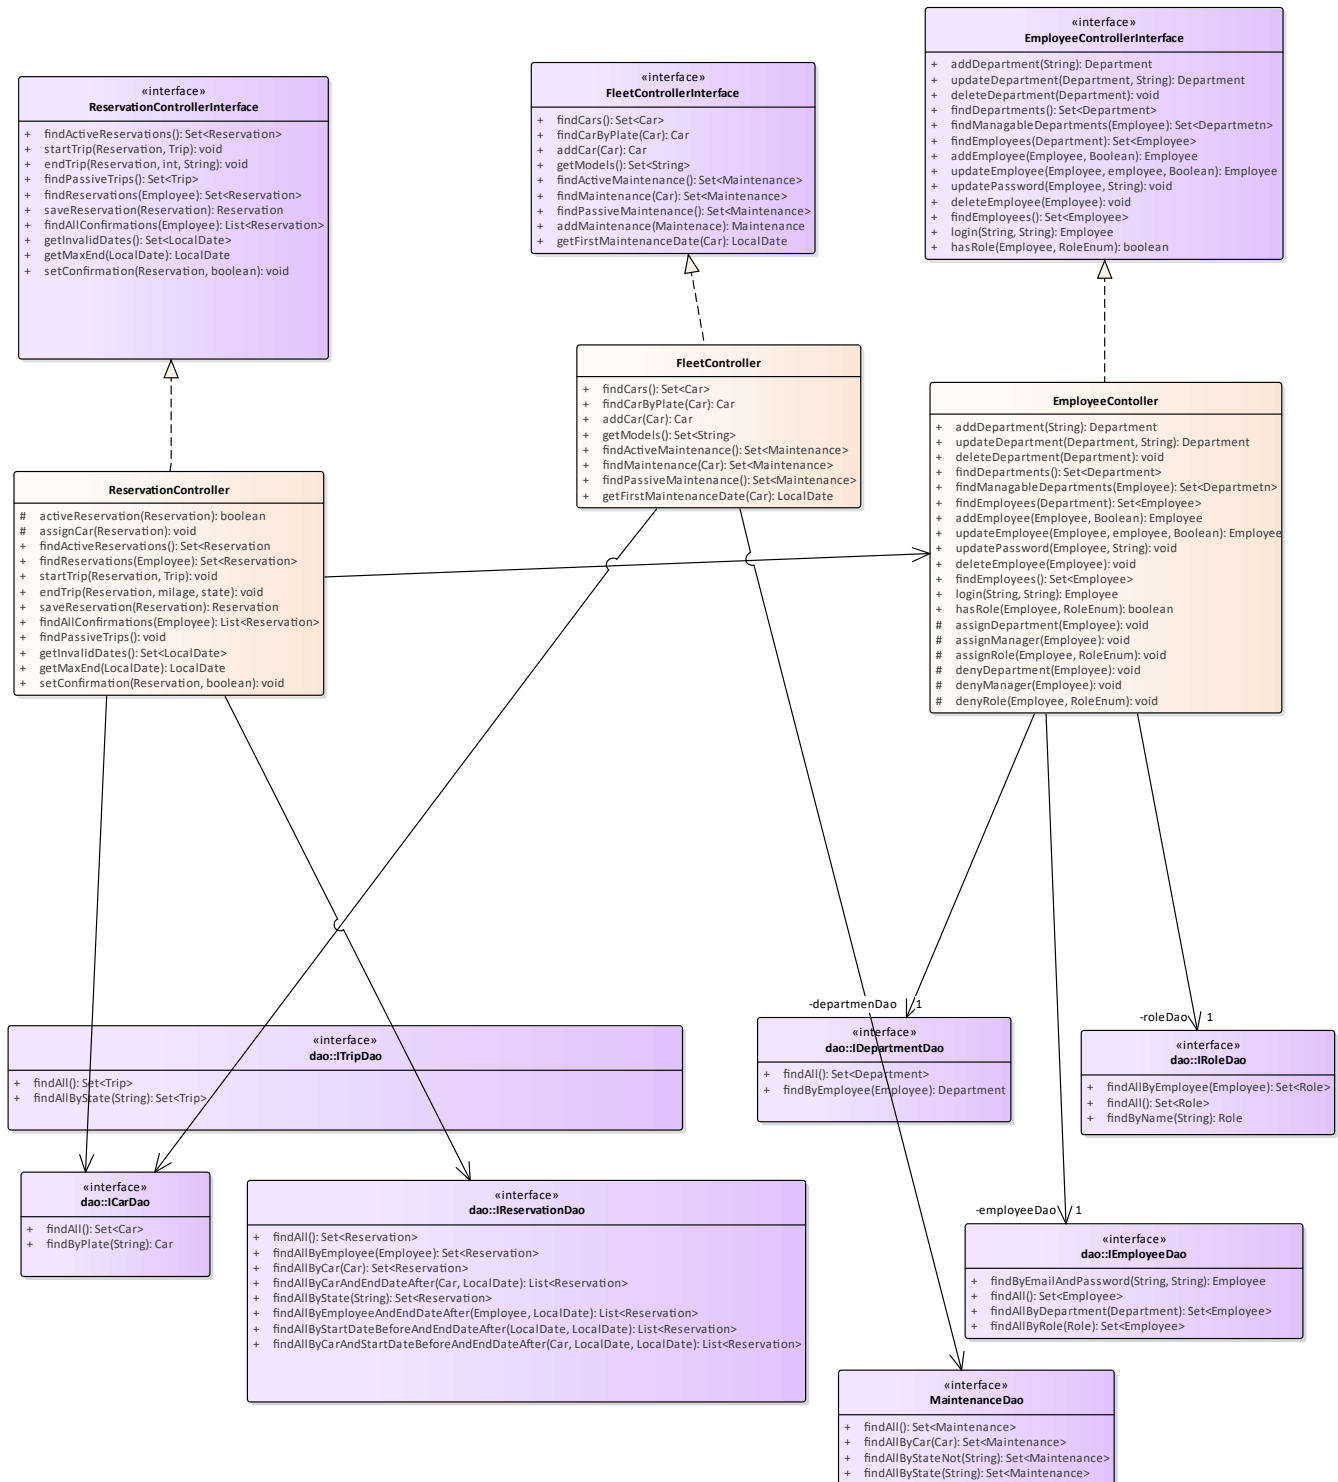 «interface»
EmployeeControllerInterface
+ addDepartment(String): Department
+ updateDepartment(Department, String): Department
+ deleteDepartment(Department): void
+ findDepartments(): Set<Department>
+ findManagableDepartments(Employee): Set<Departmetn>
+ findEmployees(Department): Set<Employee>
+ addEmployee(Employee, Boolean): Employee
+ updateEmployee(Employee, employee, Boolean): Employee
+ updatePassword(Employee, String): void
+ deleteEmployee(Employee): void
+ findEmployees(): Set<Employee>
+ login(String, String): Employee
+ hasRole(Employee, RoleEnum): boolean
«interface»
FleetControllerInterface
+ findCars(): Set<Car>
+ findCarByPlate(Car): Car
+ addCar(Car): Car
+ getModels(): Set<String>
+ findActiveMaintenance(): Set<Maintenance>
+ findMaintenance(Car): Set<Maintenance>
+ findPassiveMaintenance(): Set<Maintenance>
+ addMaintenance(Maintenace): Maintenance
+ getFirstMaintenanceDate(Car): LocalDate
«interface»
ReservationControllerInterface
+ findActiveReservations(): Set<Reservation>
+ startTrip(Reservation, Trip): void
+ endTrip(Reservation, int, String): void
+ findPassiveTrips(): Set<Trip>
+ findReservations(Employee): Set<Reservation>
+ saveReservation(Reservation): Reservation
+ findAllConfirmations(Employee): List<Reservation>
+ getInvalidDates(): Set<LocalDate>
+ getMaxEnd(LocalDate): LocalDate
+ setConfirmation(Reservation, boolean): void
FleetController
+ findCars(): Set<Car>
+ findCarByPlate(Car): Car
+ addCar(Car): Car
+ getModels(): Set<String>
+ findActiveMaintenance(): Set<Maintenance>
+ findMaintenance(Car): Set<Maintenance>
+ findPassiveMaintenance(): Set<Maintenance>
+ getFirstMaintenanceDate(Car): LocalDate
EmployeeContoller
+ addDepartment(String): Department
+ updateDepartment(Department, String): Department
+ deleteDepartment(Department): void
+ findDepartments(): Set<Department>
+ findManagableDepartments(Employee): Set<Departmetn>
+ findEmployees(Department): Set<Employee>
+ addEmployee(Employee, Boolean): Employee
+ updateEmployee(Employee, employee, Boolean): Employee
+ updatePassword(Employee, String): void
+ deleteEmployee(Employee): void
+ findEmployees(): Set<Employee>
+ login(String, String): Employee
+ hasRole(Employee, RoleEnum): boolean
# assignDepartment(Employee): void
# assignManager(Employee): void
# assignRole(Employee, RoleEnum): void
# denyDepartment(Employee): void
# denyManager(Employee): void
# denyRole(Employee, RoleEnum): void
ReservationController
# activeReservation(Reservation): boolean
# assignCar(Reservation): void
+ findActiveReservations(): Set<Reservation
+ findReservations(Employee): Set<Reservation>
+ startTrip(Reservation, Trip): void
+ endTrip(Reservation, milage, state): void
+ saveReservation(Reservation): Reservation
+ findAllConfirmations(Employee): List<Reservation>
+ findPassiveTrips(): void
+ getInvalidDates(): Set<LocalDate>
+ getMaxEnd(LocalDate): LocalDate
+ setConfirmation(Reservation, boolean): void
-departmenDao 1
-roleDao 1
«interface»
dao::ITripDao
+ findAll(): Set<Trip>
+ findAllByState(String): Set<Trip>
«interface»
dao::IDepartmentDao
+ findAll(): Set<Department>
+ findByEmployee(Employee): Department
«interface»
dao::IRoleDao
+ findAllByEmployee(Employee): Set<Role>
+ findAll(): Set<Role>
+ findByName(String): Role
«interface»
dao::ICarDao
+ findAll(): Set<Car>
+ findByPlate(String): Car
«interface»
dao::IReservationDao
+ findAll(): Set<Reservation>
+ findAllByEmployee(Employee): Set<Reservation>
+ findAllByCar(Car): Set<Reservation>
+ findAllByCarAndEndDateAfter(Car, LocalDate): List<Reservation>
+ findAllByState(String): Set<Reservation>
+ findAllByEmployeeAndEndDateAfter(Employee, LocalDate): List<Reservation>
+ findAllByStartDateBeforeAndEndDateAfter(LocalDate, LocalDate): List<Reservation>
+ findAllByCarAndStartDateBeforeAndEndDateAfter(Car, LocalDate, LocalDate): List<Reservation>
-employeeDao 1
«interface»
dao::IEmployeeDao
+ findByEmailAndPassword(String, String): Employee
+ findAll(): Set<Employee>
+ findAllByDepartment(Department): Set<Employee>
+ findAllByRole(Role): Set<Employee>
«interface»
MaintenanceDao
+ findAll(): Set<Maintenance>
+ findAllByCar(Car): Set<Maintenance>
+ findAllByStateNot(String): Set<Maintenance>
+ findAllByState(String): Set<Maintenance>